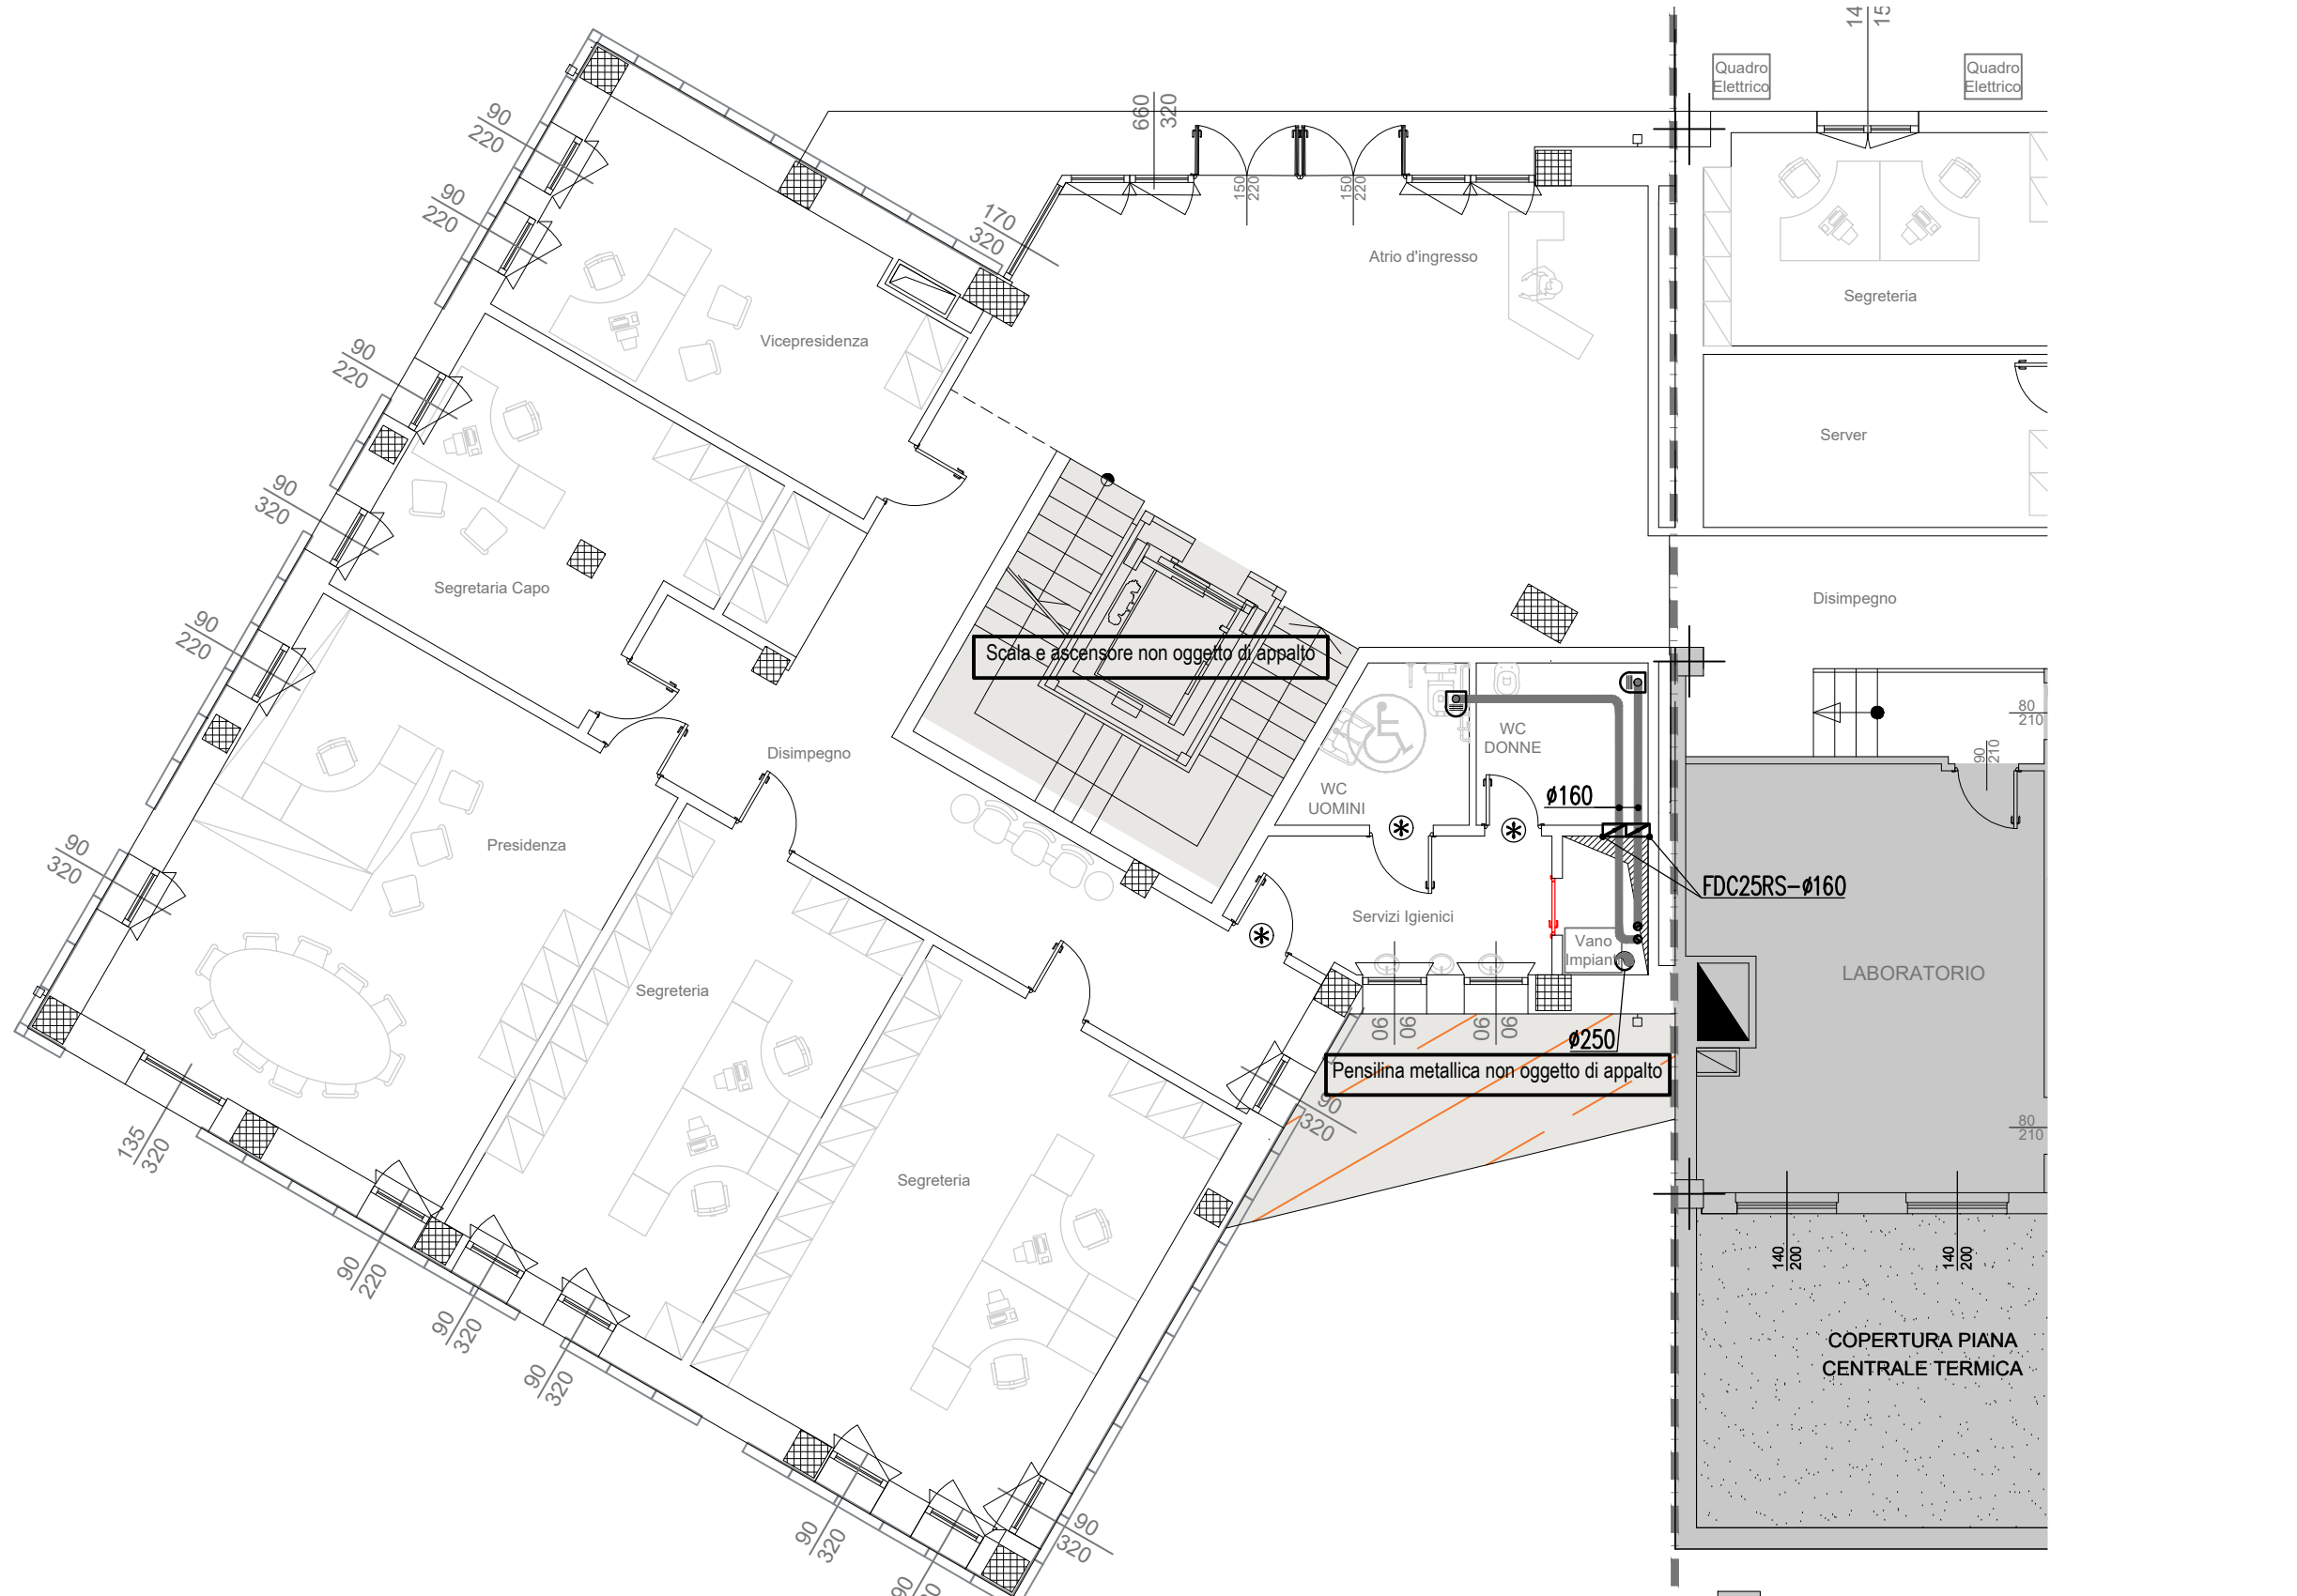 14
15
Quadro
Elettrico
Quadro
Elettrico
660
320
90
220
90
220
170
320
150
220
150
220
Atrio d'ingresso
Segreteria
Vicepresidenza
90
220
Server
90
320
Segretaria Capo
Disimpegno
90
220
Scala e ascensore non oggetto di appalto
80
210
WC
DONNE
Disimpegno
90
210
WC
UOMINI
ø160
Presidenza
90
320
FDC25RS-ø160
Servizi Igienici
Vano
Impianti
LABORATORIO
Segreteria
90
90
90
90
ø250
Pensilina metallica non oggetto di appalto
90
320
80
210
135
320
Segreteria
90
220
140
200
140
200
90
320
COPERTURA PIANA
CENTRALE TERMICA
90
320
90
320
90
320
90